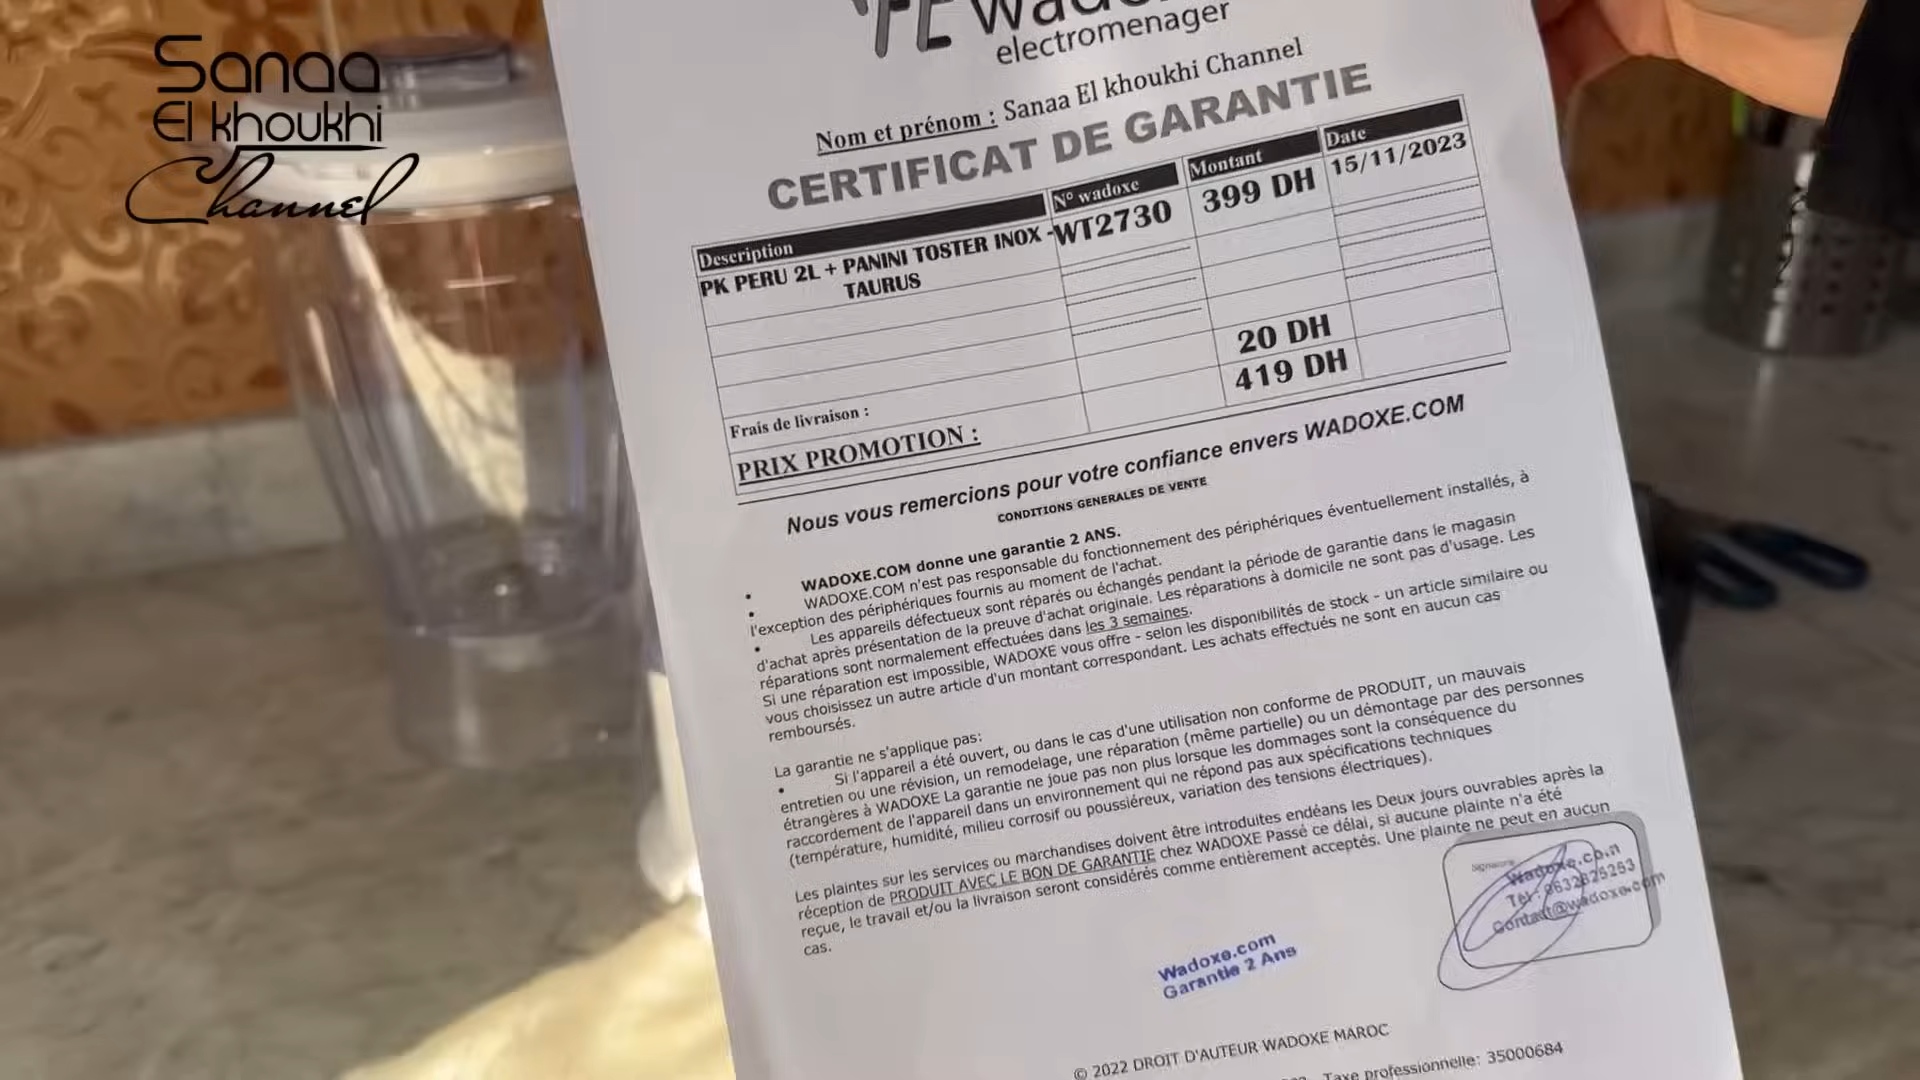 Sanaa
El khoukhi
Channel
electromenager
Nom et prénom : Sanaa El khoukhi Channel
CERTIFICAT DE GARANTIE
Description N° wadoxe Montant Date
PK PERU 2L + PANINI TOSTER INOX - WT2730 399 DH 15/11/2023
TAURUS
Frais de livraison : 20 DH
PRIX PROMOTION : 419 DH
Nous vous remercions pour votre confiance envers WADOXE.COM
CONDITIONS GENERALES DE VENTE
WADOXE.COM donne une garantie 2 ANS.
• WADOXE.COM n'est pas responsable du fonctionnement des périphériques éventuellement installés, à
l'exception des périphériques fournis au moment de l'achat.
• Les appareils défectueux sont réparés ou échangés pendant la période de garantie dans le magasin
d'achat après présentation de la preuve d'achat originale. Les réparations à domicile ne sont pas d'usage. Les
réparations sont normalement effectuées dans les 3 semaines.
Si une réparation est impossible, WADOXE vous offre - selon les disponibilités de stock - un article similaire ou
vous choisissez un autre article d'un montant correspondant. Les achats effectués ne sont en aucun cas
remboursés.
La garantie ne s'applique pas:
• Si l'appareil a été ouvert, ou dans le cas d'une utilisation non conforme de PRODUIT, un mauvais
entretien ou une révision, un remodelage, une réparation (même partielle) ou un démontage par des personnes
étrangères à WADOXE La garantie ne joue pas non plus lorsque les dommages sont la conséquence du
raccordement de l'appareil dans un environnement qui ne répond pas aux spécifications techniques
(température, humidité, milieu corrosif ou poussiéreux, variation des tensions électriques).
Les plaintes sur les services ou marchandises doivent être introduites endéans les Deux jours ouvrables après la
réception de PRODUIT AVEC LE BON DE GARANTIE chez WADOXE Passé ce délai, si aucune plainte n'a été
reçue, le travail et/ou la livraison seront considérés comme entièrement acceptés. Une plainte ne peut en aucun
cas.
Wadoxe.com
Contact@wadoxe.com
Wadoxe.com
Garantie 2 Ans
© 2022 DROIT D'AUTEUR WADOXE MAROC
Taxe professionnelle: 35000684